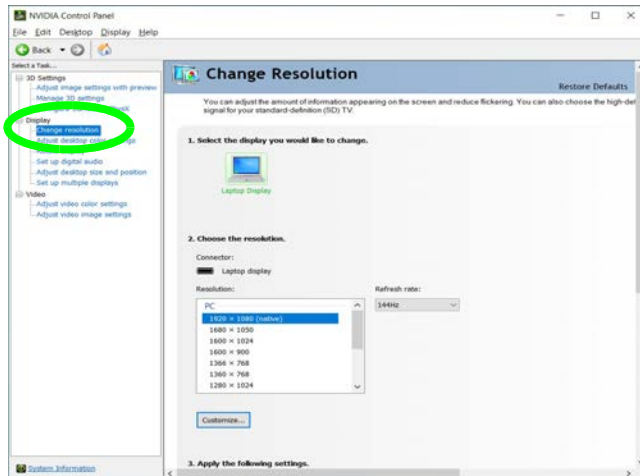 NVIDIA Control Panel
File Edit Desktop Display Help
Back
Select a Task...
3D Settings
Adjust image settings with preview
Manage 3D settings
Display
Change resolution
Adjust desktop color
Set up digital audio
Adjust desktop size and position
Set up multiple displays
Video
Adjust video color settings
Adjust video image settings
System Information
Change Resolution
Restore Defaults
You can adjust the amount of information appearing on the screen and reduce flickering. You can also choose the high-def
signal for your standard-definition (SD) TV.
1. Select the display you would like to change.
Laptop Display
2. Choose the resolution.
Connector:
Laptop display
Resolution:
Refresh rate:
PC
144Hz
1920 × 1080 (native)
1680 × 1050
1600 × 1024
1600 × 900
1366 × 768
1360 × 768
1280 × 1024
Customize...
3. Apply the following settings.